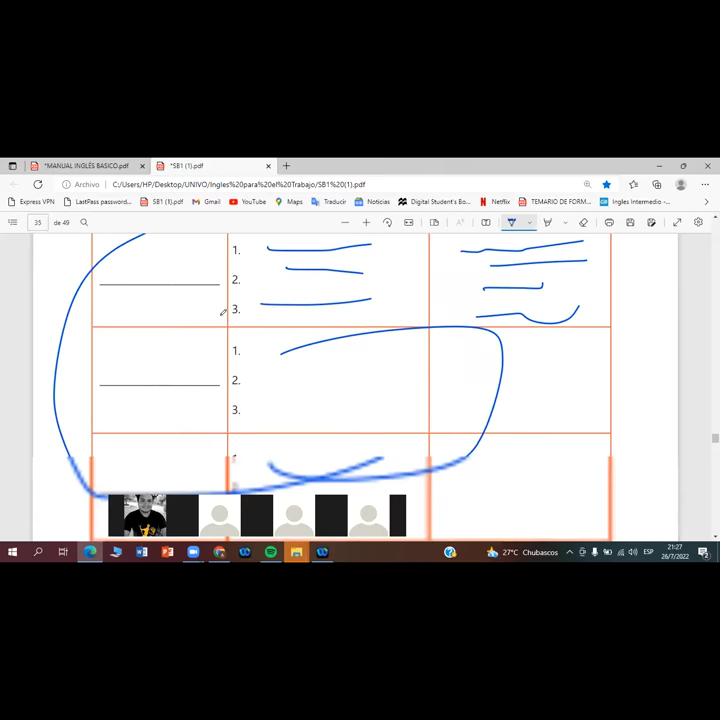 *MANUAL INGLÉS BASICO.pdf
*SB1 (1).pdf
Archivo
C:/Users/HP/Desktop/UNIVO/Ingles%20para%20el%20Trabajo/SB1%20(1).pdf
Express VPN
LastPass password...
SB1 (1).pdf
Gmail
YouTube
Maps
Traducir
Noticias
Digital Student's Bo...
Netflix
TEMARIO DE FORM...
Ingles Intermedio -...
35 de 49
1.
2.
3.
1.
2.
3.
27°C Chubascos
ESP
21:27
26/7/2022